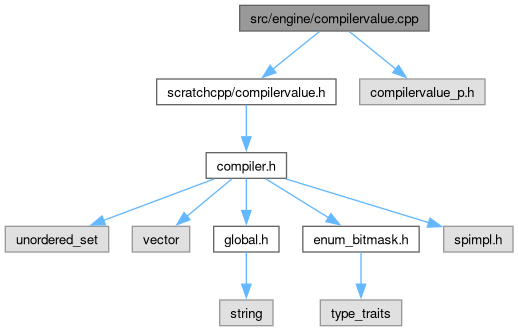 src/engine/compilervalue.cpp
scratchcpp/compilervalue.h
compilervalue_p.h
compiler.h
unordered_set
vector
global.h
enum_bitmask.h
spimpl.h
string
type_traits